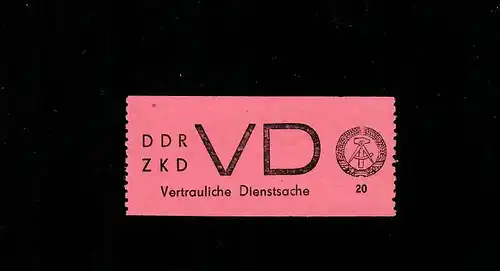 DDR VD
ZKD
Vertrauliche Dienstsache 20